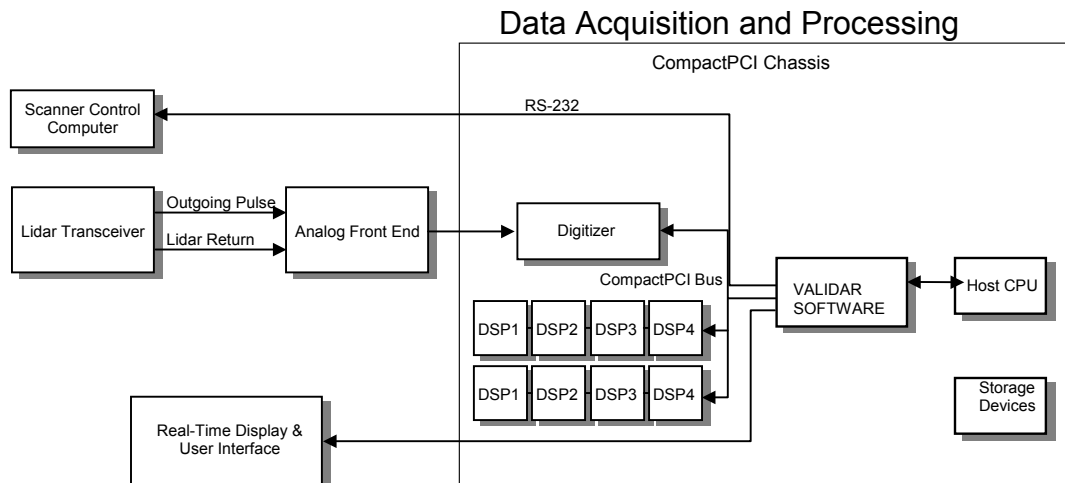 Data Acquisition and Processing
CompactPCI Chassis
RS-232
Scanner Control
Computer
Outgoing Pulse
Lidar Transceiver
Lidar Return
Analog Front End
Digitizer
CompactPCI Bus
VALIDAR
SOFTWARE
Host CPU
DSP1 DSP2 DSP3 DSP4
DSP1 DSP2 DSP3 DSP4
Storage
Devices
Real-Time Display &
User Interface